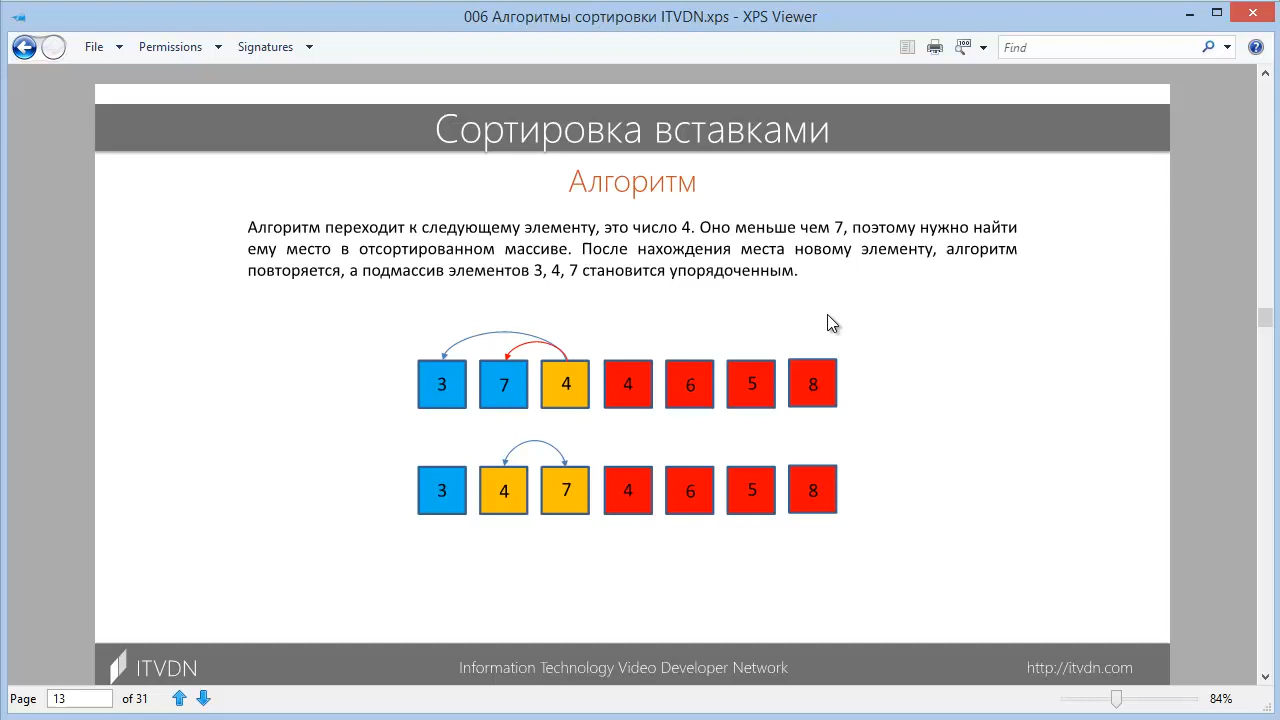 006 Алгоритмы сортировки ITVDN.xps - XPS Viewer
File Permissions Signatures Find
Сортировка вставками
Алгоритм
Алгоритм переходит к следующему элементу, это число 4. Оно меньше чем 7, поэтому нужно найти
ему место в отсортированном массиве. После нахождения места новому элементу, алгоритм
повторяется, а подмассив элементов 3, 4, 7 становится упорядоченным.
3 7 4 4 6 5 8
3 4 7 4 6 5 8
ITVDN Information Technology Video Developer Network http://itvdn.com
Page 13 of 31 84%